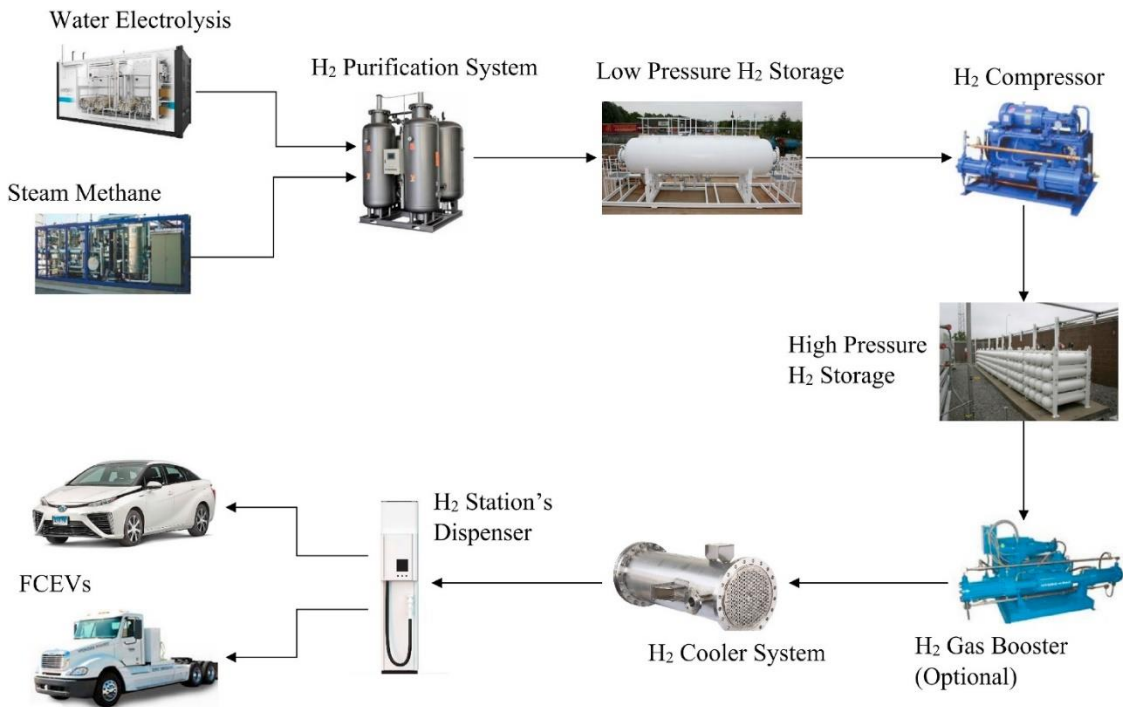 Water Electrolysis
H₂ Purification System
Low Pressure H₂ Storage
H₂ Compressor
Steam Methane
High Pressure
H₂ Storage
H₂ Station's
Dispenser
FCEVs
H₂ Cooler System
H₂ Gas Booster
(Optional)